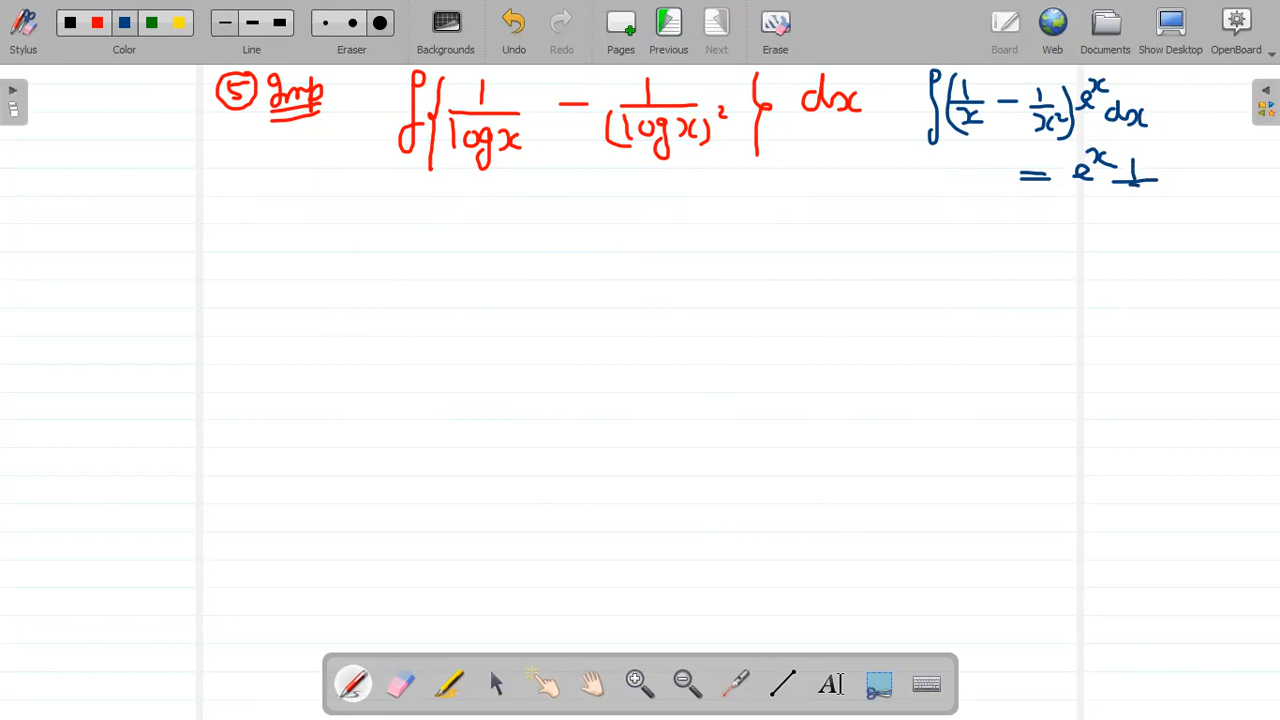 Stylus Color Line Eraser Backgrounds Undo Redo Pages Previous Next Erase Board Web Documents Show Desktop OpenBoard
⑤ Imp ∫{1/log x − 1/(log x)²} dx
∫(1/x − 1/x²)eˣ dx
= eˣ 1/